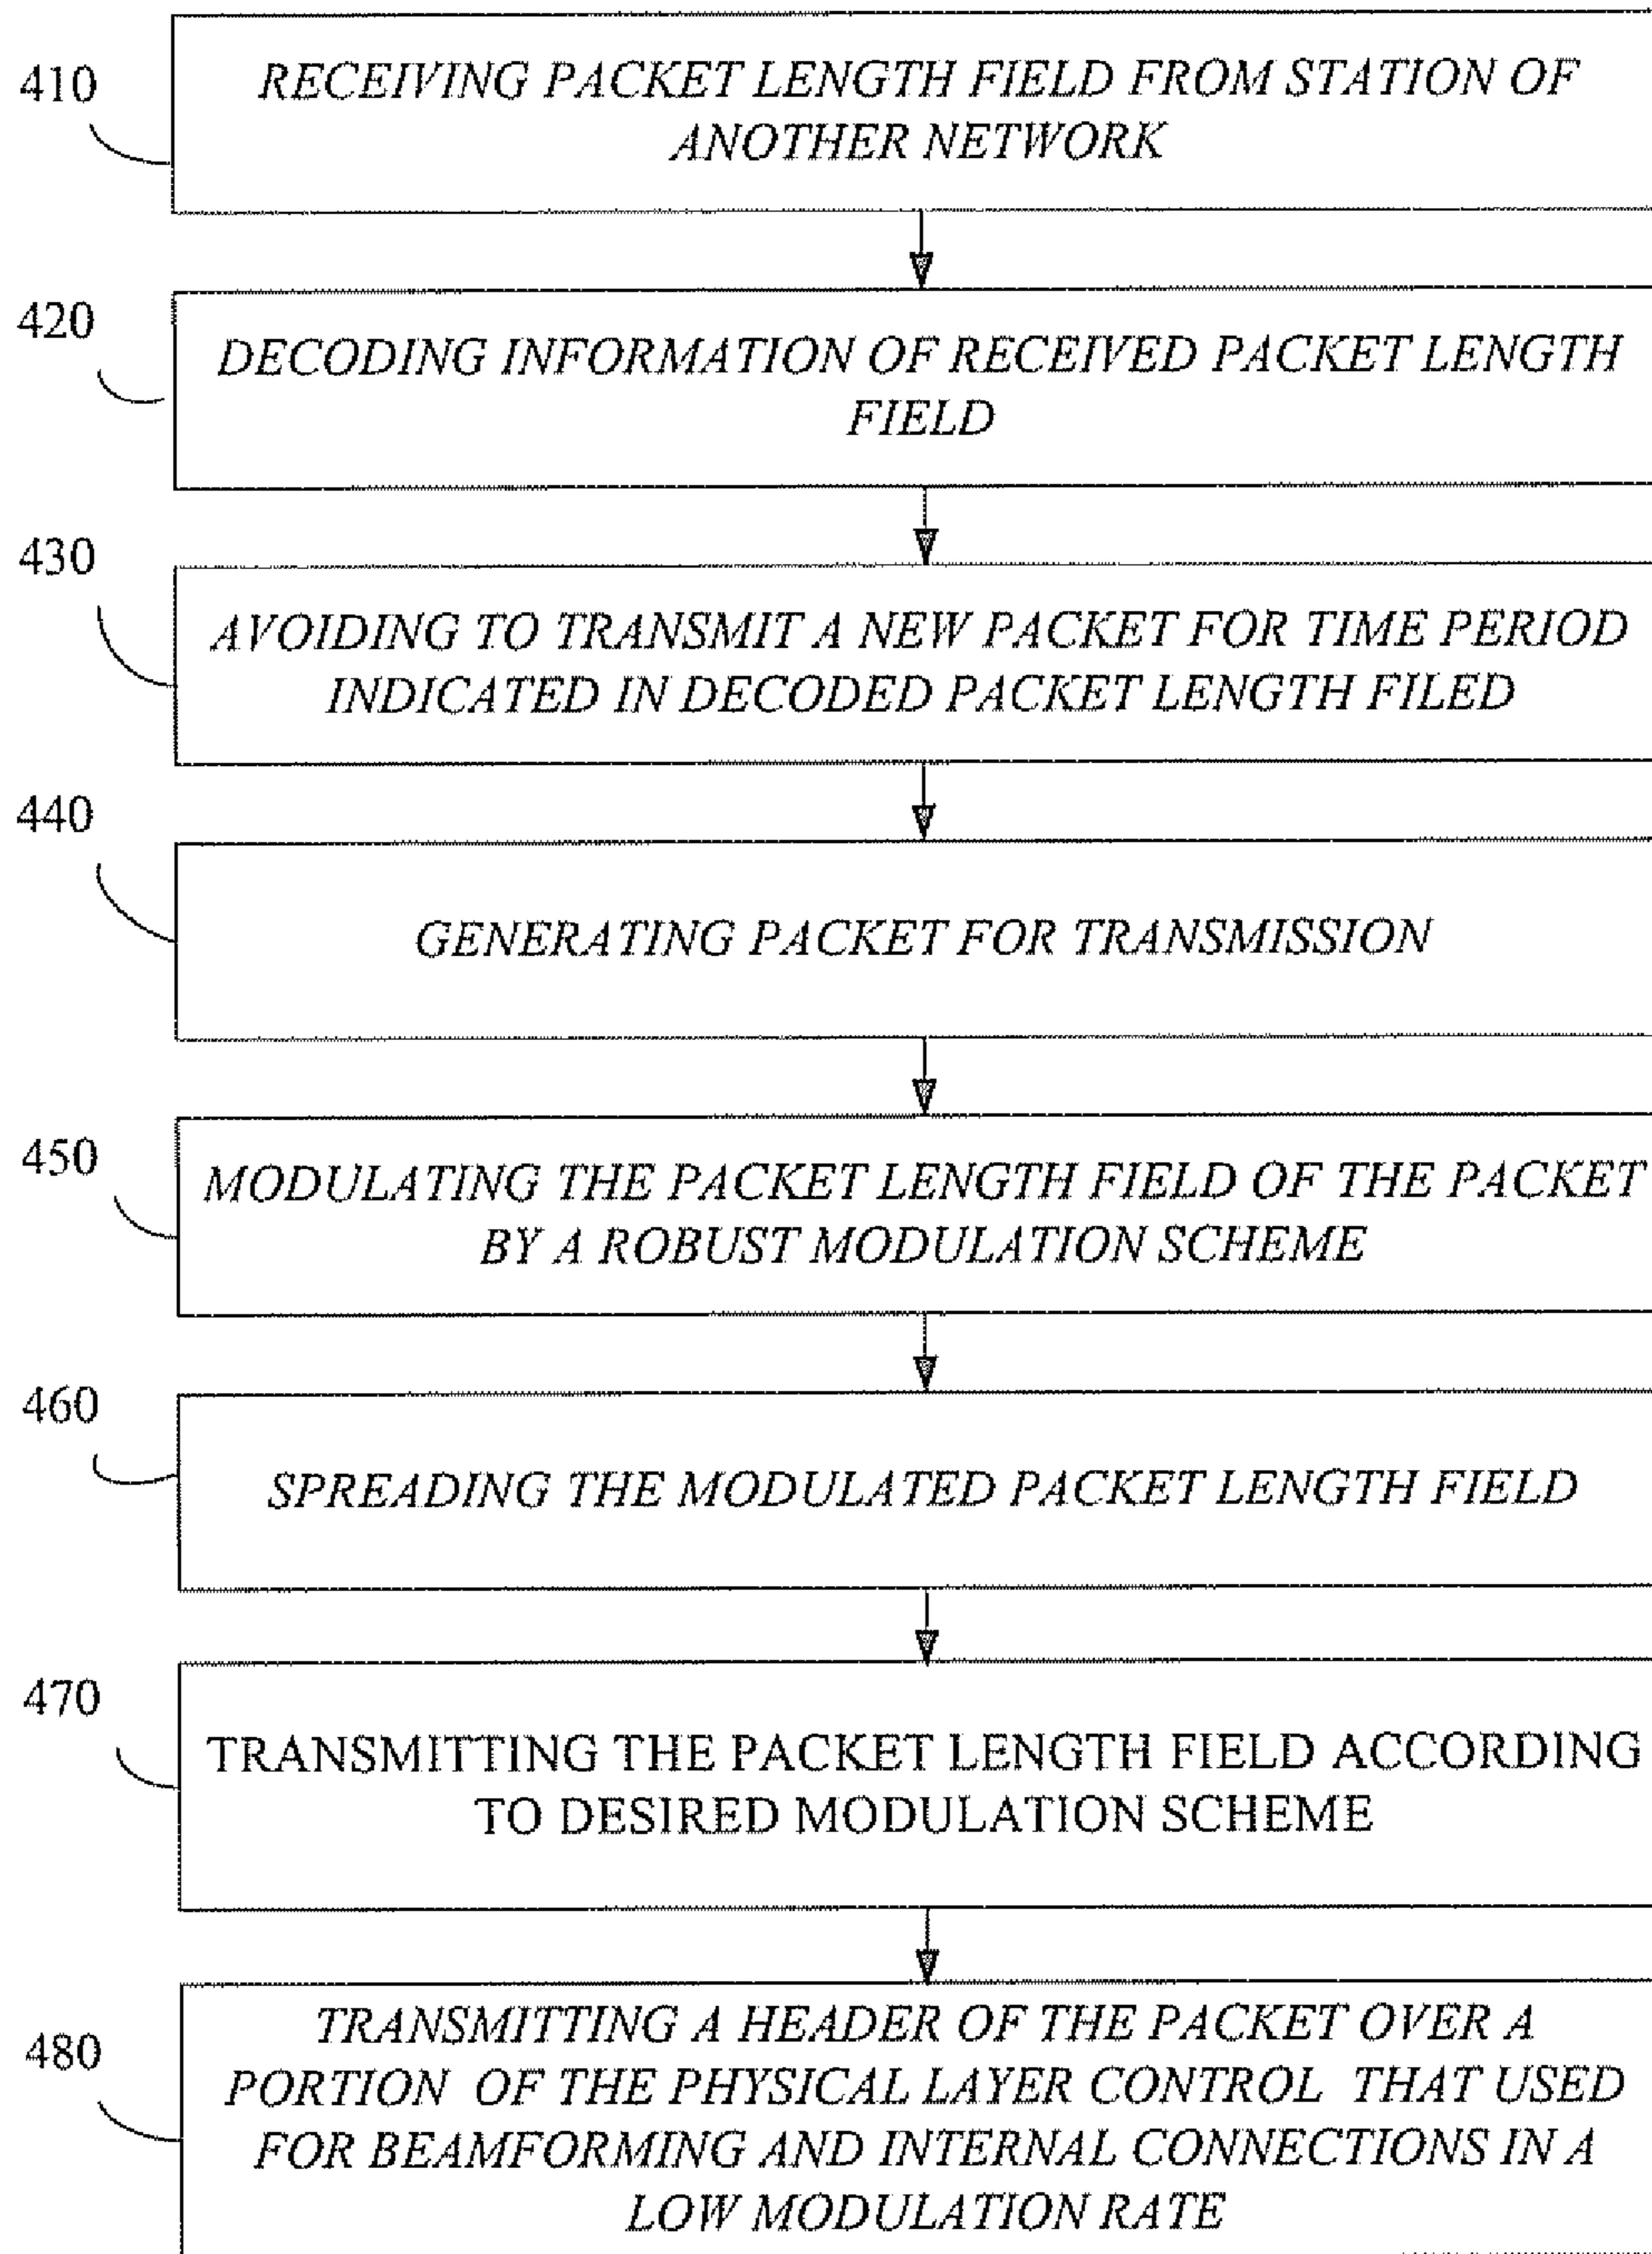 410
RECEIVING PACKET LENGTH FIELD FROM STATION OF
ANOTHER NETWORK
420
DECODING INFORMATION OF RECEIVED PACKET LENGTH
FIELD
430
AVOIDING TO TRANSMIT A NEW PACKET FOR TIME PERIOD
INDICATED IN DECODED PACKET LENGTH FILED
440
GENERATING PACKET FOR TRANSMISSION
450
MODULATING THE PACKET LENGTH FIELD OF THE PACKET
BY A ROBUST MODULATION SCHEME
460
SPREADING THE MODULATED PACKET LENGTH FIELD
470
TRANSMITTING THE PACKET LENGTH FIELD ACCORDING
TO DESIRED MODULATION SCHEME
480
TRANSMITTING A HEADER OF THE PACKET OVER A
PORTION OF THE PHYSICAL LAYER CONTROL THAT USED
FOR BEAMFORMING AND INTERNAL CONNECTIONS IN A
LOW MODULATION RATE